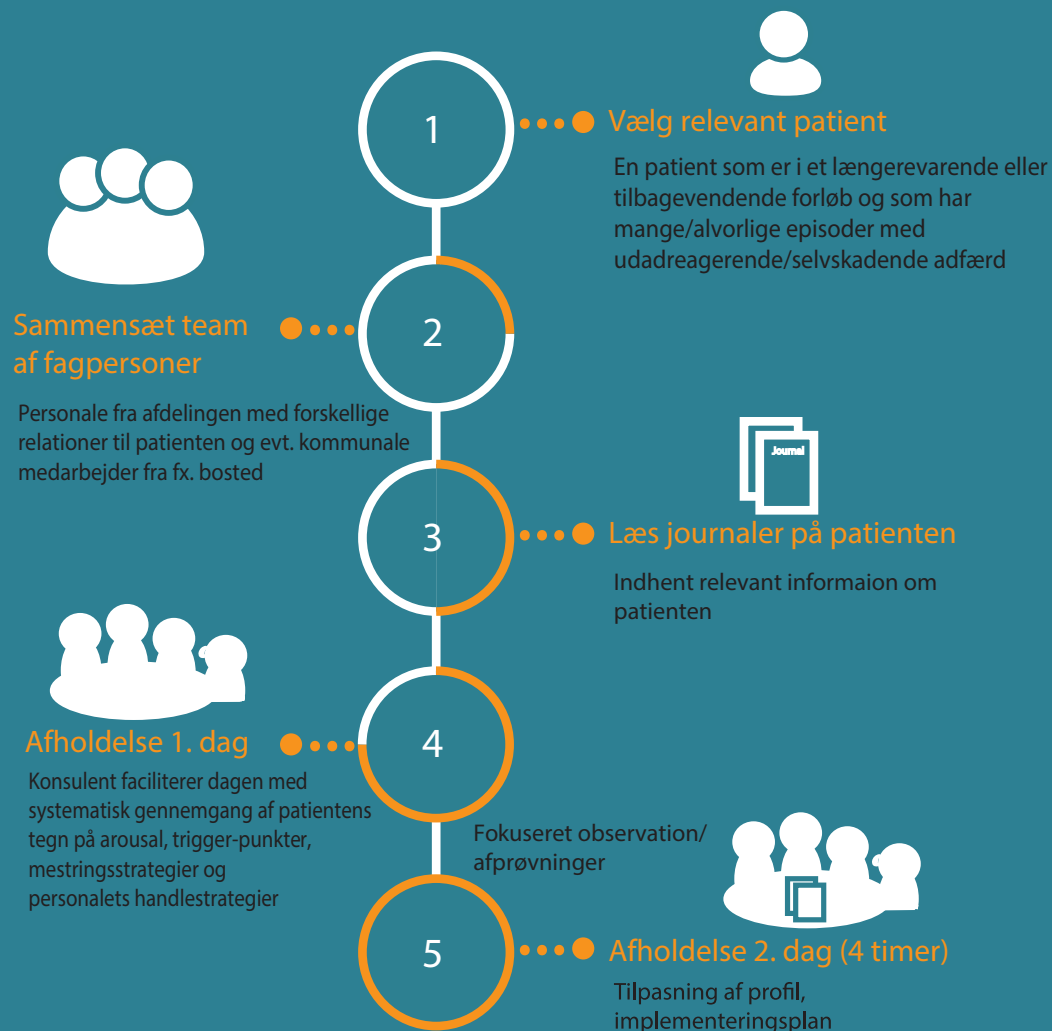 1
Vælg relevant patient
En patient som er i et længerevarende eller
tilbagevendende forløb og som har
mange/alvorlige episoder med
udadreagerende/selvskadende adfærd
2
Sammensæt team
af fagpersoner
Personale fra afdelingen med forskellige
relationer til patienten og evt. kommunale
medarbejder fra fx. bosted
3
Journal
Læs journaler på patienten
Indhent relevant informaion om
patienten
4
Afholdelse 1. dag
Konsulent faciliterer dagen med
systematisk gennemgang af patientens
tegn på arousal, trigger-punkter,
mestringsstrategier og
personalets handlestrategier
Fokuseret observation/
afprøvninger
5
Afholdelse 2. dag (4 timer)
Tilpasning af profil,
implementeringsplan